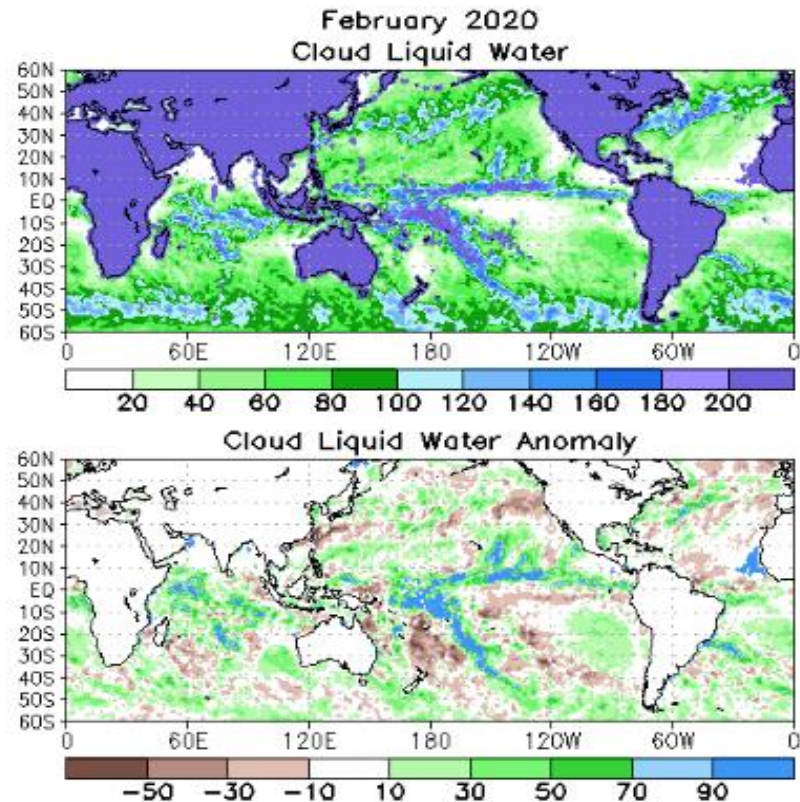 February 2020
Cloud Liquid Water
60N
50N
40N
30N
20N
10N
EQ
10S
20S
30S
40S
50S
60S
0 60E 120E 180 120W 60W 0
20 40 60 80 100 120 140 160 180 200
Cloud Liquid Water Anomaly
60N
50N
40N
30N
20N
10N
EQ
10S
20S
30S
40S
50S
60S
0 60E 120E 180 120W 60W 0
-50 -30 -10 10 30 50 70 90